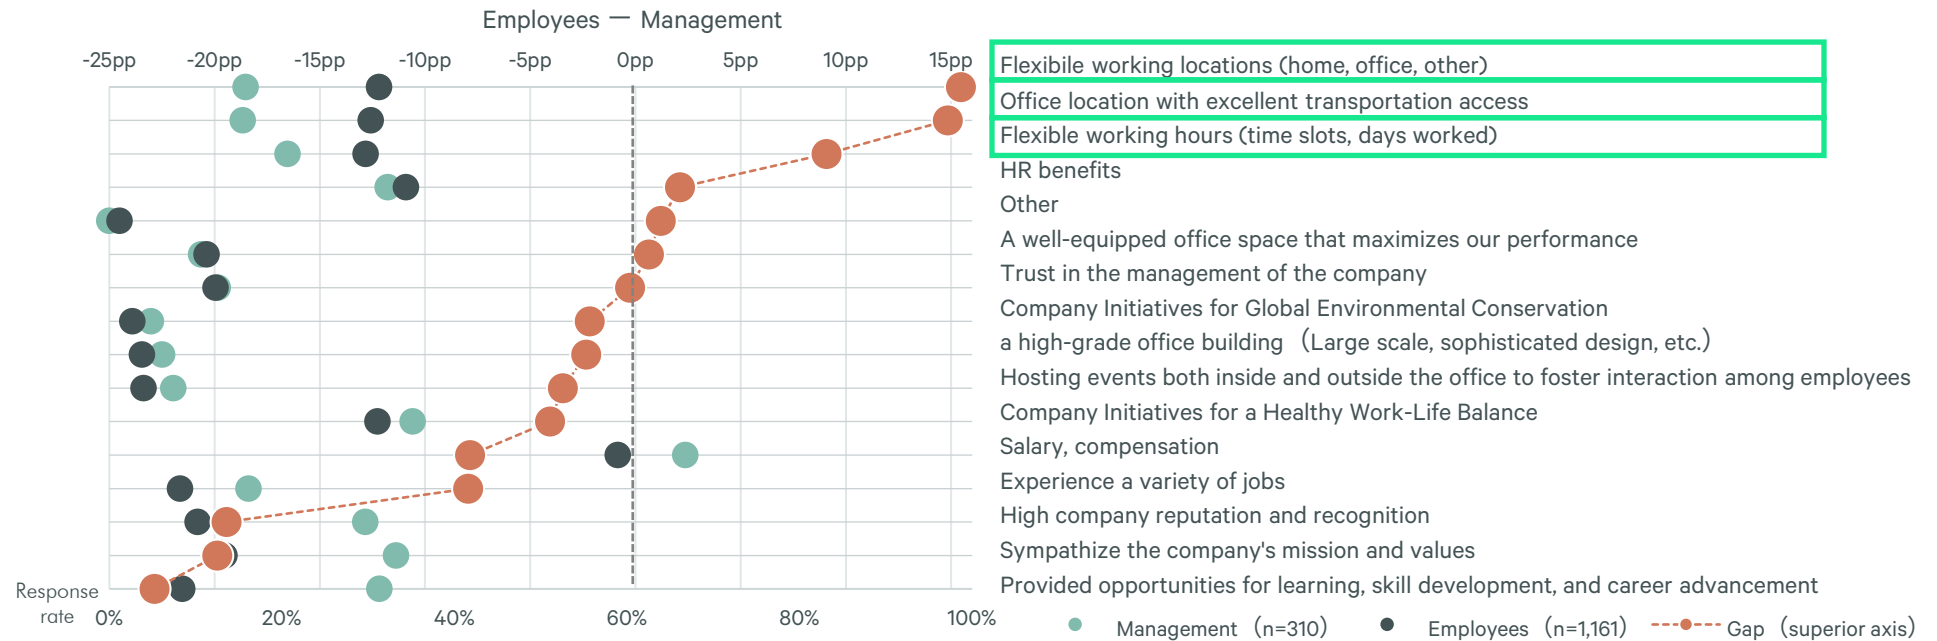 Employees － Management
-25pp -20pp -15pp -10pp -5pp 0pp 5pp 10pp 15pp
Flexibile working locations (home, office, other)
Office location with excellent transportation access
Flexible working hours (time slots, days worked)
HR benefits
Other
A well-equipped office space that maximizes our performance
Trust in the management of the company
Company Initiatives for Global Environmental Conservation
a high-grade office building （Large scale, sophisticated design, etc.）
Hosting events both inside and outside the office to foster interaction among employees
Company Initiatives for a Healthy Work-Life Balance
Salary, compensation
Experience a variety of jobs
High company reputation and recognition
Sympathize the company's mission and values
Provided opportunities for learning, skill development, and career advancement
Response
rate
0% 20% 40% 60% 80% 100%
Management （n=310） Employees （n=1,161） Gap （superior axis）